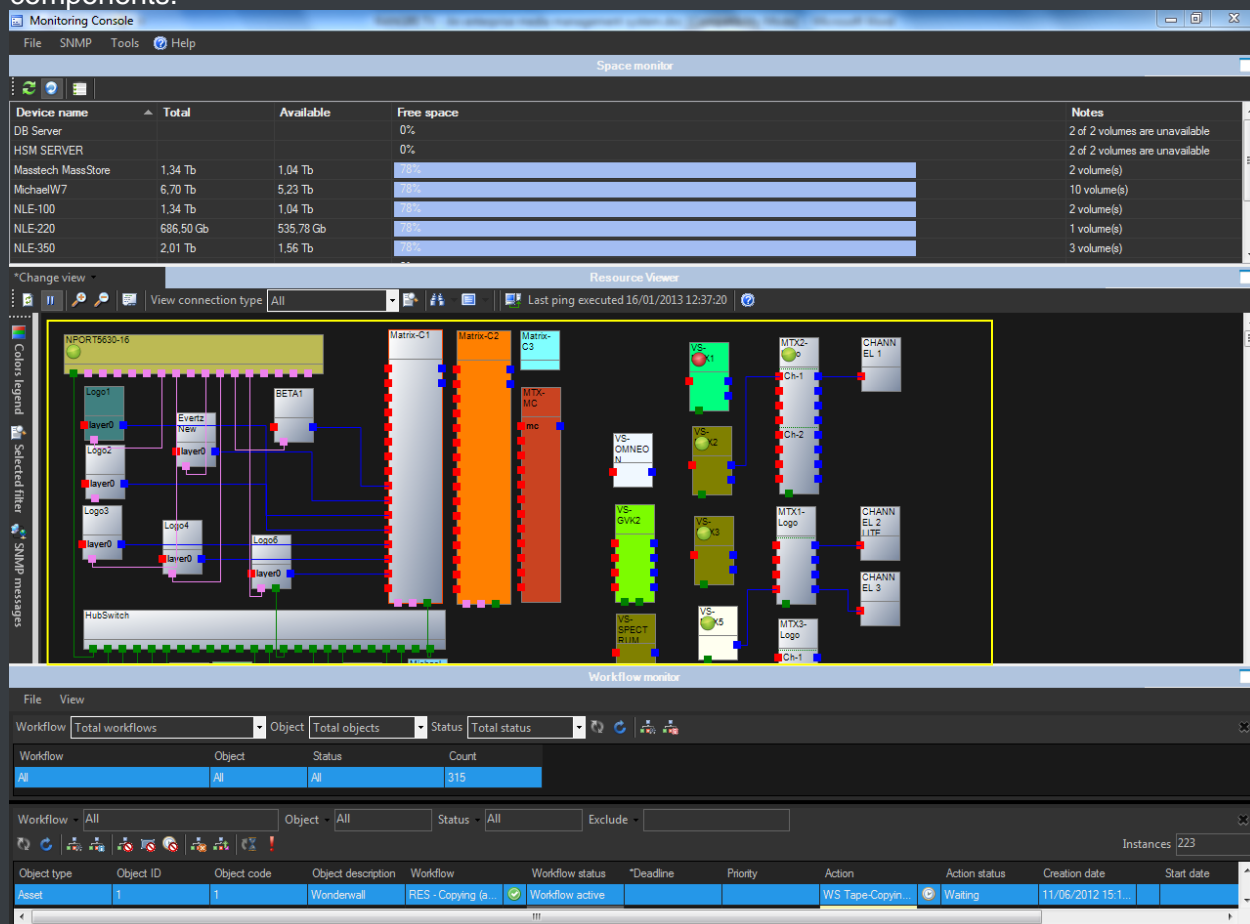 components.
Monitoring Console
File SNMP Tools Help
Space monitor
Device name Total Available Free space Notes
DB Server 0% 2 of 2 volumes are unavailable
HSM SERVER 0% 2 of 2 volumes are unavailable
Masstech MassStore 1,34 Tb 1,04 Tb 78% 2 volume(s)
MichaelW7 6,70 Tb 5,23 Tb 78% 10 volume(s)
NLE-100 1,34 Tb 1,04 Tb 78% 2 volume(s)
NLE-220 686,50 Gb 535,78 Gb 78% 1 volume(s)
NLE-350 2,01 Tb 1,56 Tb 78% 3 volume(s)
*Change view Resource Viewer
View connection type All Last ping executed 16/01/2013 12:37:20
Colors legend
Selected filter
SNMP messages
NPORT5630-16
Logo1
layer0
Logo2
layer0
Logo3
layer0
Evertz
New
layer0
Logo4
layer0
BETA1
Logo6
layer0
HubSwitch
Matrix-C1
Matrix-C2
Matrix-
C3
MTX-
MC
mc
VS-
OMNEO
N
VS-
GVK2
VS-
SPECT
RUM
VS-
X1
VS-
X2
VS-
X3
VS-
X5
MTX2-
Ch-1
Ch-2
MTX1-
Logo
MTX3-
Logo
Ch-1
CHANN
EL 1
CHANN
EL 2
LITE
CHANN
EL 3
Workflow monitor
File View
Workflow Total workflows Object Total objects Status Total status
Workflow Object Status Count
All All All 315
Workflow All Object All Status All Exclude
Instances 223
Object type Object ID Object code Object description Workflow Workflow status *Deadline Priority Action Action status Creation date Start date
Asset 1 1 Wonderwall RES - Copying (a... Workflow active WS Tape-Copyin... Waiting 11/06/2012 15:1...